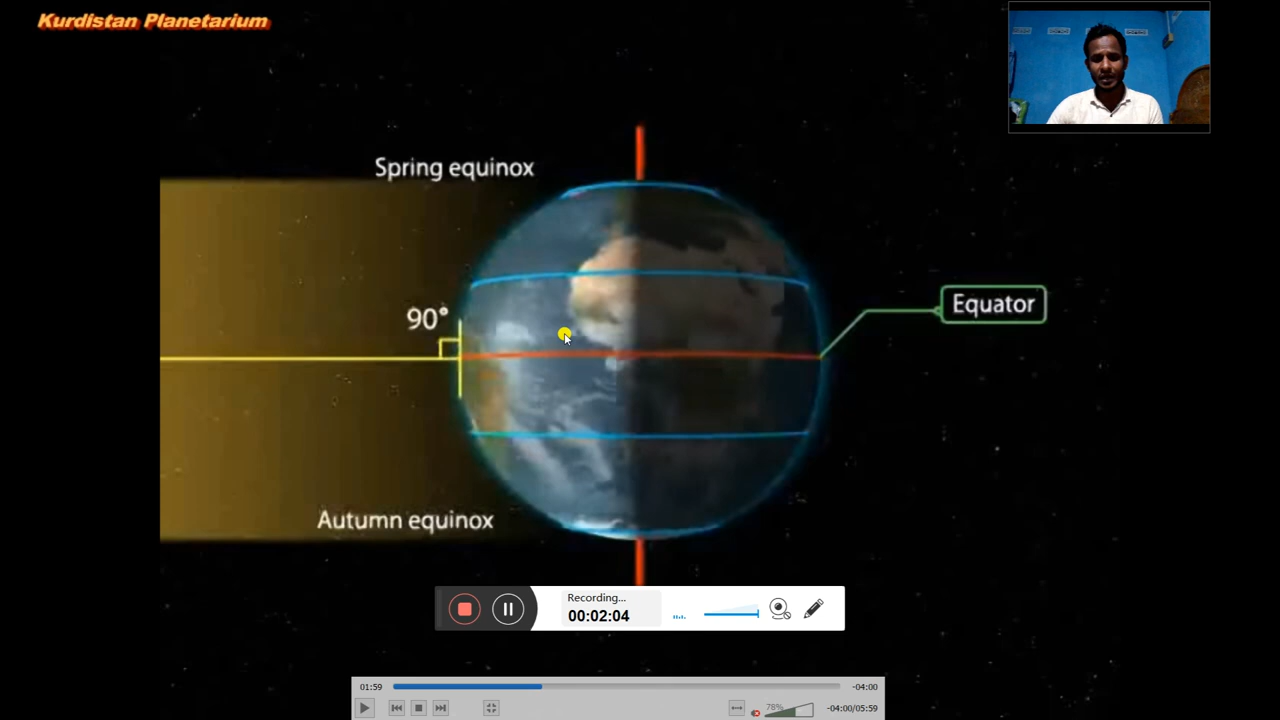 Kurdistan Planetarium
Spring equinox
90°
Equator
Autumn equinox
Recording...
00:02:04
01:59
-04:00
78%
-04:00/05:59